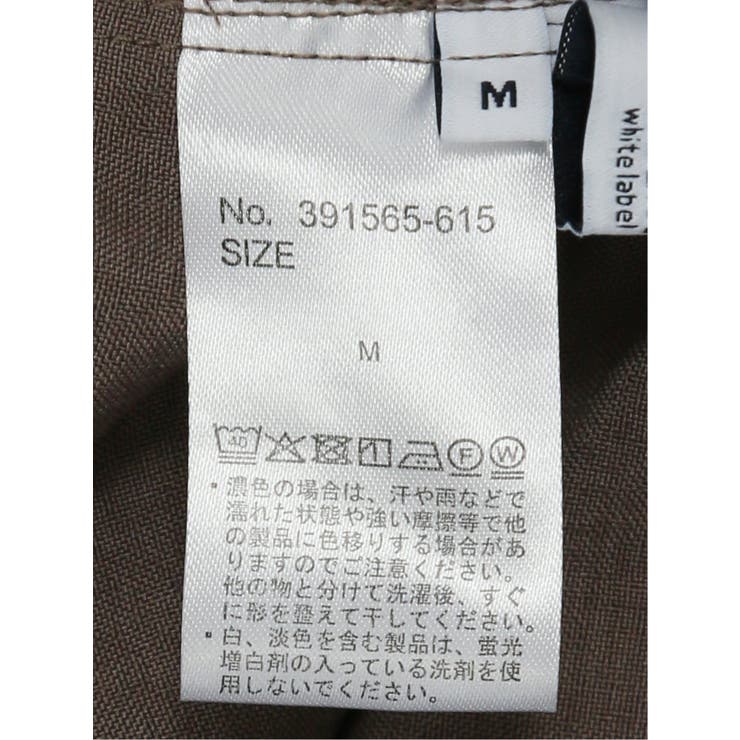 M
white label
No. 391565-615
SIZE
M
40
1
F
W
・濃色の場合は、汗や雨などで
濡れた状態や強い摩擦等で他
の製品に色移りする場合があ
りますのでご注意ください。
他の物と分けて洗濯後、すぐ
に形を整えて干してください。
・白、淡色を含む製品は、蛍光
増白剤の入っている洗剤を使
用しないでください。